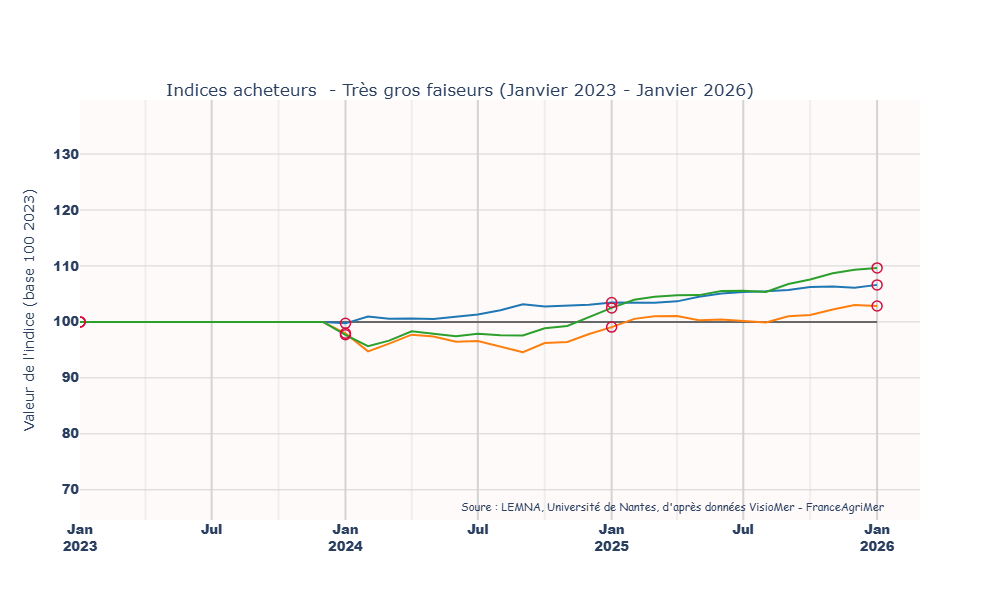 Indices acheteurs  - Très gros faiseurs (Janvier 2023 - Janvier 2026)
Valeur de l'indice (base 100 2023)
130
120
110
100
90
80
70
Soure : LEMNA, Université de Nantes, d'après données VisioMer - FranceAgriMer
Jan Jul Jan Jul Jan Jul Jan
2023 2024 2025 2026